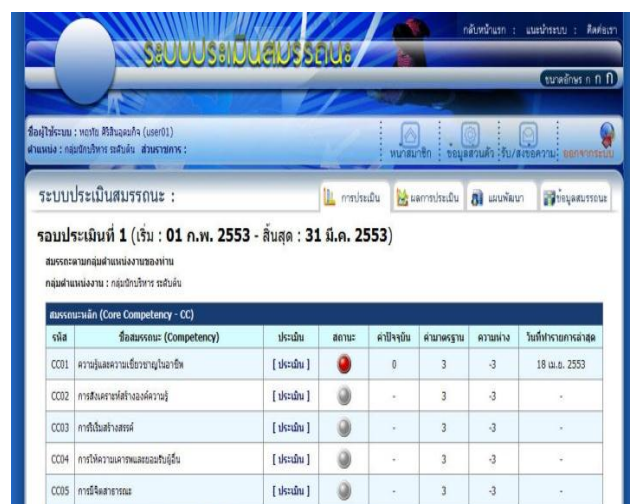 กลับหน้าแรก : แนะนำระบบ : ติดต่อเรา
ระบบประเมินสมรรถนะ
ขนาดอักษร ก ก ก
ชื่อผู้ใช้ระบบ : หอทัย ศิริสินอุดมกิจ (user01)
ตำแหน่ง : กลุ่มนักบริหาร ระดับต้น ส่วนราชการ :
หน้าสมาชิก ข้อมูลส่วนตัว รับ/ส่งข้อความ ออกจากระบบ
ระบบประเมินสมรรถนะ :
การประเมิน ผลการประเมิน แผนพัฒนา ข้อมูลสมรรถนะ
รอบประเมินที่ 1 (เริ่ม : 01 ก.พ. 2553 - สิ้นสุด : 31 มี.ค. 2553)
สมรรถนะตามกลุ่มตำแหน่งงานของท่าน
กลุ่มตำแหน่งงาน : กลุ่มนักบริหาร ระดับต้น
สมรรถนะหลัก (Core Competency - CC)
รหัส ชื่อสมรรถนะ (Competency) ประเมิน สถานะ ค่าปัจจุบัน ค่ามาตรฐาน ความห่าง วันที่ทำรายการล่าสุด
CC01 ความรู้และความเชี่ยวชาญในอาชีพ [ ประเมิน ] 0 3 -3 18 เม.ย. 2553
CC02 การสังเคราะห์สร้างองค์ความรู้ [ ประเมิน ] - 3 -3 -
CC03 การริเริ่มสร้างสรรค์ [ ประเมิน ] - 3 -3 -
CC04 การให้ความเคารพและยอมรับผู้อื่น [ ประเมิน ] - 3 -3 -
CC05 การมีจิตสาธารณะ [ ประเมิน ] - 3 -3 -